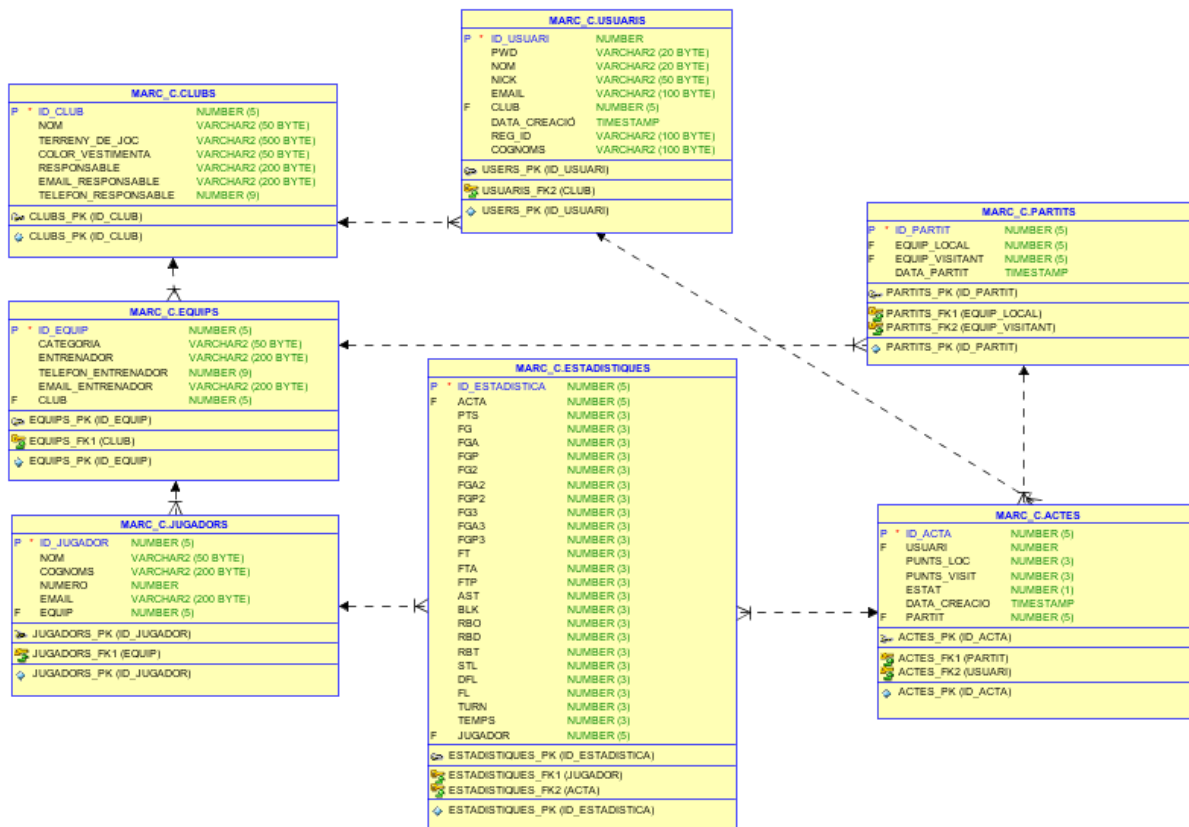 MARC_C.USUARIS
P * ID_USUARI NUMBER
PWD VARCHAR2 (20 BYTE)
NOM VARCHAR2 (20 BYTE)
NICK VARCHAR2 (50 BYTE)
EMAIL VARCHAR2 (100 BYTE)
F CLUB NUMBER (5)
DATA_CREACIÓ TIMESTAMP
REG_ID VARCHAR2 (100 BYTE)
COGNOMS VARCHAR2 (100 BYTE)
USERS_PK (ID_USUARI)
USUARIS_FK2 (CLUB)
USERS_PK (ID_USUARI)
MARC_C.CLUBS
P * ID_CLUB NUMBER (5)
NOM VARCHAR2 (50 BYTE)
TERRENY_DE_JOC VARCHAR2 (500 BYTE)
COLOR_VESTIMENTA VARCHAR2 (50 BYTE)
RESPONSABLE VARCHAR2 (200 BYTE)
EMAIL_RESPONSABLE VARCHAR2 (200 BYTE)
TELEFON_RESPONSABLE NUMBER (9)
CLUBS_PK (ID_CLUB)
CLUBS_PK (ID_CLUB)
MARC_C.PARTITS
P * ID_PARTIT NUMBER (5)
F EQUIP_LOCAL NUMBER (5)
F EQUIP_VISITANT NUMBER (5)
DATA_PARTIT TIMESTAMP
PARTITS_PK (ID_PARTIT)
PARTITS_FK1 (EQUIP_LOCAL)
PARTITS_FK2 (EQUIP_VISITANT)
PARTITS_PK (ID_PARTIT)
MARC_C.EQUIPS
P * ID_EQUIP NUMBER (5)
CATEGORIA VARCHAR2 (50 BYTE)
ENTRENADOR VARCHAR2 (200 BYTE)
TELEFON_ENTRENADOR NUMBER (9)
EMAIL_ENTRENADOR VARCHAR2 (200 BYTE)
F CLUB NUMBER (5)
EQUIPS_PK (ID_EQUIP)
EQUIPS_FK1 (CLUB)
EQUIPS_PK (ID_EQUIP)
MARC_C.ESTADISTIQUES
P * ID_ESTADISTICA NUMBER (5)
F ACTA NUMBER (5)
PTS NUMBER (3)
FG NUMBER (3)
FGA NUMBER (3)
FGP NUMBER (3)
FG2 NUMBER (3)
FGA2 NUMBER (3)
FGP2 NUMBER (3)
FG3 NUMBER (3)
FGA3 NUMBER (3)
FGP3 NUMBER (3)
FT NUMBER (3)
FTA NUMBER (3)
FTP NUMBER (3)
AST NUMBER (3)
BLK NUMBER (3)
RBO NUMBER (3)
RBD NUMBER (3)
RBT NUMBER (3)
STL NUMBER (3)
DFL NUMBER (3)
FL NUMBER (3)
TURN NUMBER (3)
TEMPS NUMBER (3)
F JUGADOR NUMBER (5)
ESTADISTIQUES_PK (ID_ESTADISTICA)
ESTADISTIQUES_FK1 (JUGADOR)
ESTADISTIQUES_FK2 (ACTA)
ESTADISTIQUES_PK (ID_ESTADISTICA)
MARC_C.JUGADORS
P * ID_JUGADOR NUMBER (5)
NOM VARCHAR2 (50 BYTE)
COGNOMS VARCHAR2 (200 BYTE)
NUMERO NUMBER
EMAIL VARCHAR2 (200 BYTE)
F EQUIP NUMBER (5)
JUGADORS_PK (ID_JUGADOR)
JUGADORS_FK1 (EQUIP)
JUGADORS_PK (ID_JUGADOR)
MARC_C.ACTES
P * ID_ACTA NUMBER (5)
F USUARI NUMBER
PUNTS_LOC NUMBER (3)
PUNTS_VISIT NUMBER (3)
ESTAT NUMBER (1)
DATA_CREACIO TIMESTAMP
F PARTIT NUMBER (5)
ACTES_PK (ID_ACTA)
ACTES_FK1 (PARTIT)
ACTES_FK2 (USUARI)
ACTES_PK (ID_ACTA)